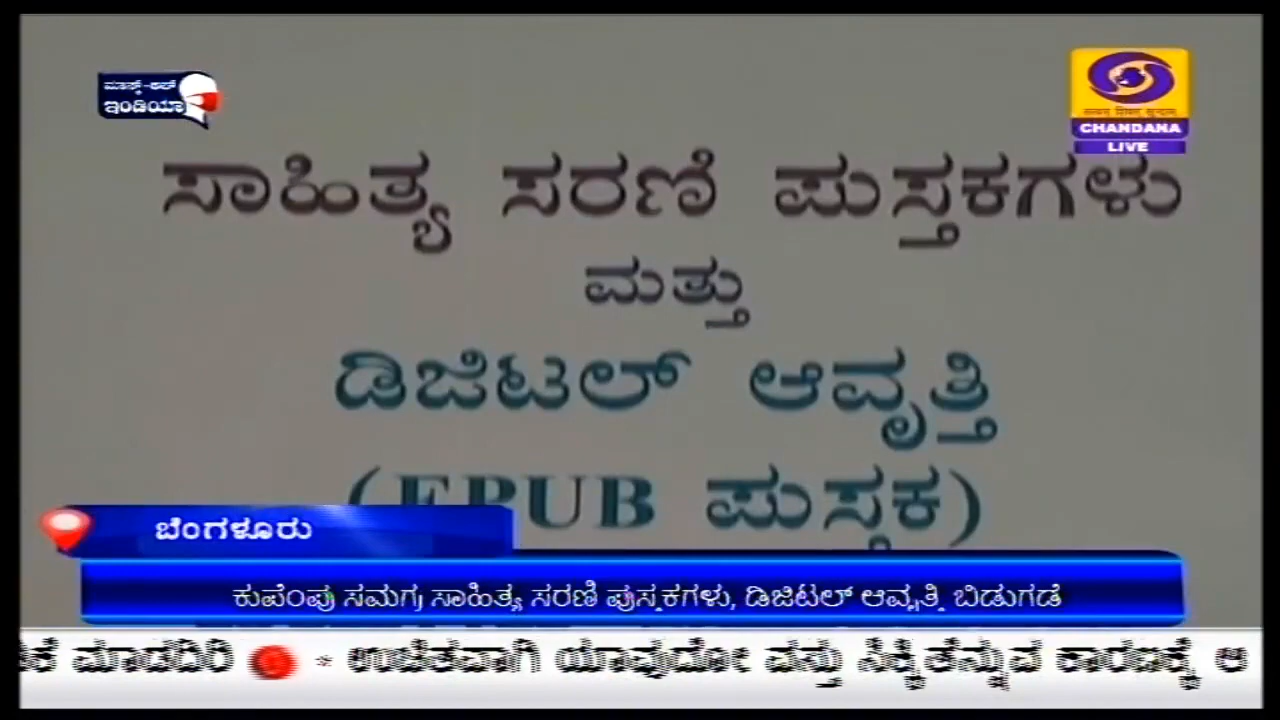 ಮಾಸ್ಕ್-ಅಪ್
ಇಂಡಿಯಾ
CHANDANA
LIVE
ಸಾಹಿತ್ಯ ಸರಣಿ ಪುಸ್ತಕಗಳು
ಮತ್ತು
ಡಿಜಿಟಲ್ ಆವೃತ್ತಿ
(EPUB ಪುಸ್ತಕ)
ಬೆಂಗಳೂರು
ಕುಪೆಂಪು ಸಮಗ್ರ ಸಾಹಿತ್ಯ ಸರಣಿ ಪುಸ್ತಕಗಳು, ಡಿಜಿಟಲ್ ಆವೃತ್ತಿ ಬಿಡುಗಡೆ
ಮಾಡದಿರಿ * ಉಚಿತವಾಗಿ ಯಾವುದೋ ವಸ್ತು ಸಿಕ್ಕಿತೆನ್ನುವ ಕಾರಣಕ್ಕೆ ಆ